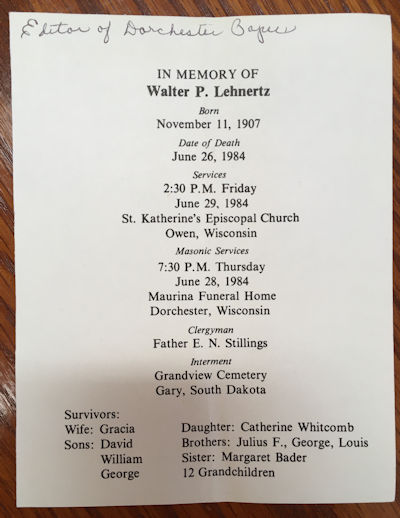 Editor of Dorchester Paper
IN MEMORY OF
Walter P. Lehnertz
Born
November 11, 1907
Date of Death
June 26, 1984
Services
2:30 P.M. Friday
June 29, 1984
St. Katherine's Episcopal Church
Owen, Wisconsin
Masonic Services
7:30 P.M. Thursday
June 28, 1984
Maurina Funeral Home
Dorchester, Wisconsin
Clergyman
Father E. N. Stillings
Interment
Grandview Cemetery
Gary, South Dakota
Survivors:
Wife: Gracia Daughter: Catherine Whitcomb
Sons: David Brothers: Julius F., George, Louis
William Sister: Margaret Bader
George 12 Grandchildren